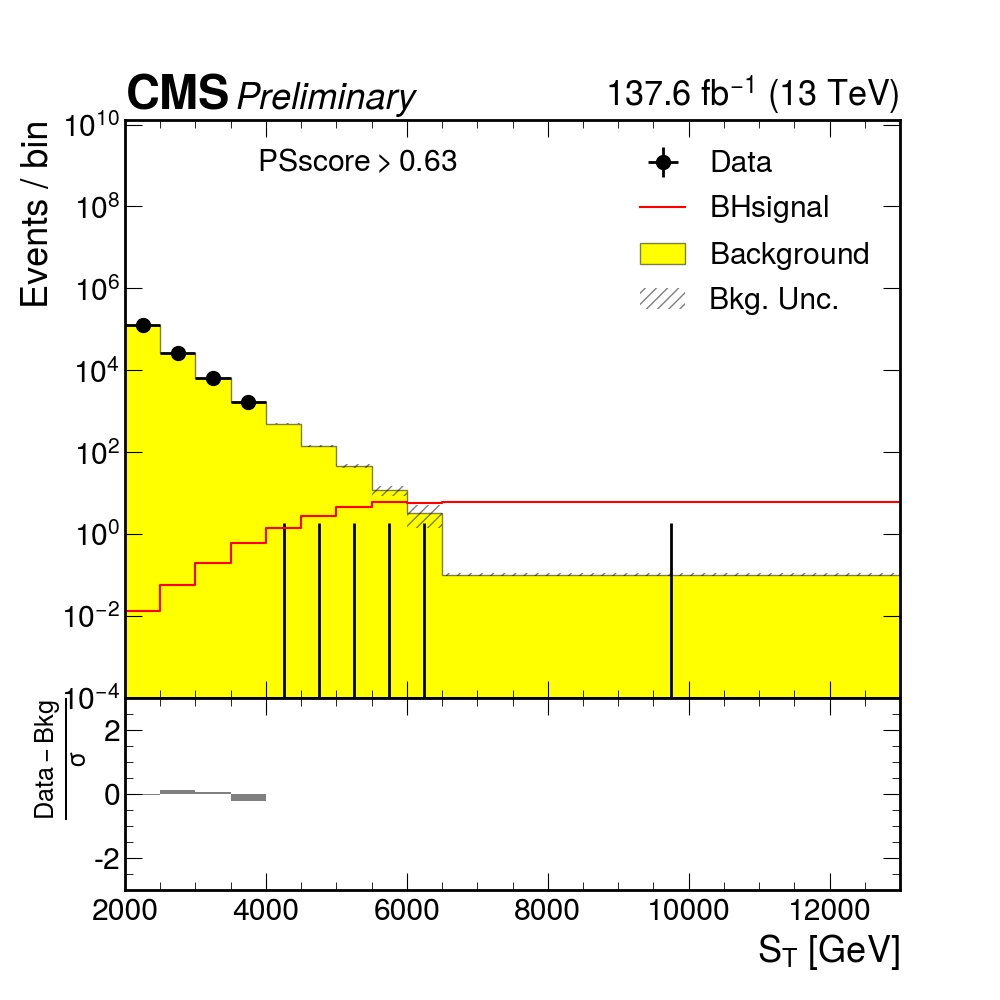 CMS Preliminary 137.6 fb⁻¹ (13 TeV)
Events / bin
10¹⁰
10⁸
10⁶
10⁴
10²
10⁰
10⁻²
10⁻⁴
PSscore > 0.63
Data
BHsignal
Background
Bkg. Unc.
Data − Bkg
σ
2
0
-2
2000 4000 6000 8000 10000 12000
S_T [GeV]